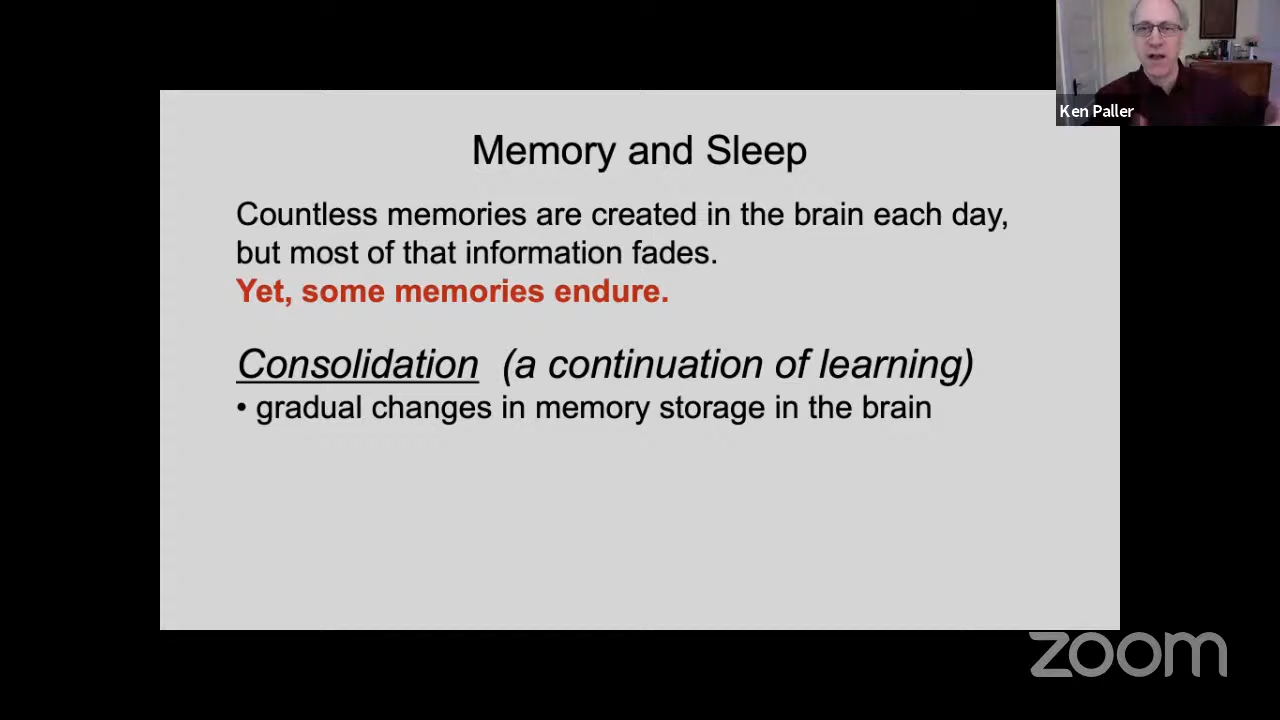 Ken Paller
Memory and Sleep
Countless memories are created in the brain each day,
but most of that information fades.
Yet, some memories endure.
Consolidation (a continuation of learning)
• gradual changes in memory storage in the brain
zoom